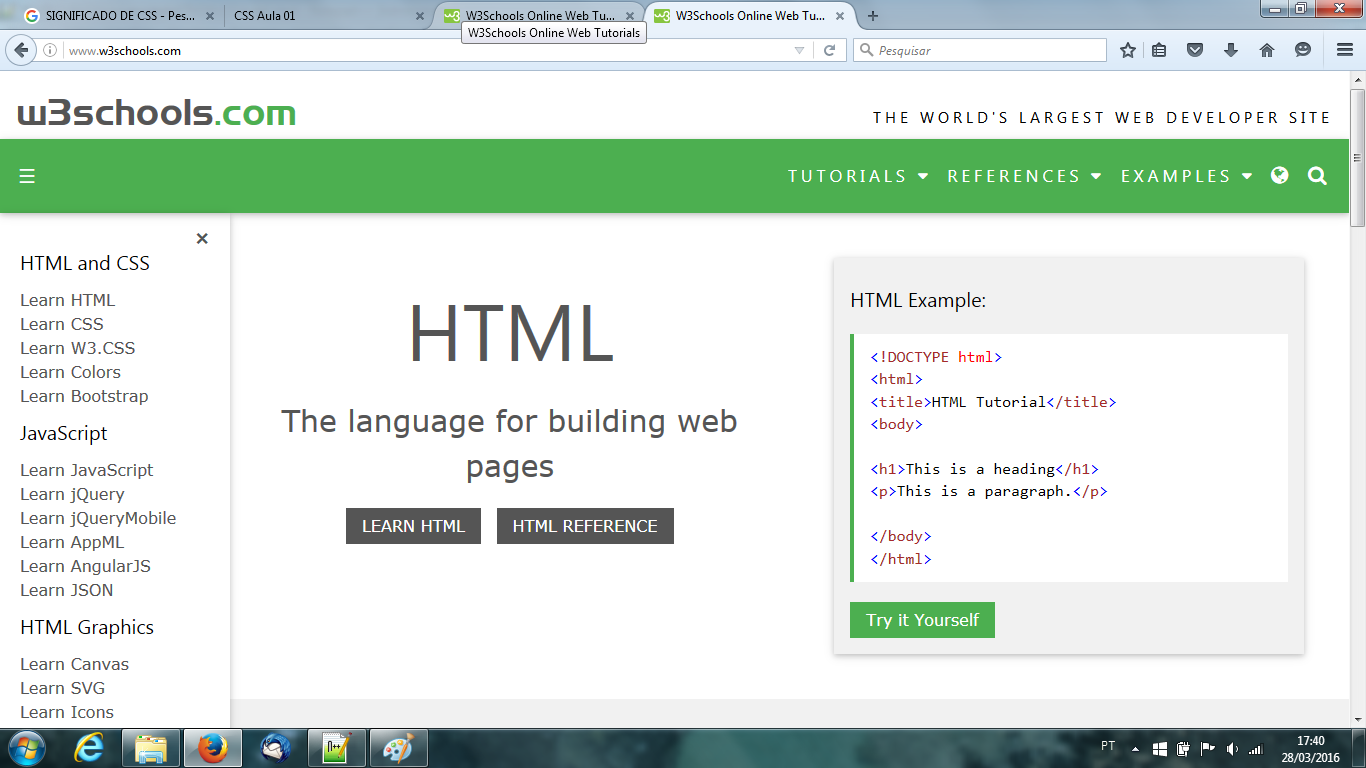 SIGNIFICADO DE CSS - Pes...
CSS Aula 01
W3Schools Online Web Tu...
W3Schools Online Web Tu...
W3Schools Online Web Tutorials
www.w3schools.com
Pesquisar
w3schools.com
THE WORLD'S LARGEST WEB DEVELOPER SITE
TUTORIALS
REFERENCES
EXAMPLES
HTML and CSS
Learn HTML
Learn CSS
Learn W3.CSS
Learn Colors
Learn Bootstrap
JavaScript
Learn JavaScript
Learn jQuery
Learn jQueryMobile
Learn AppML
Learn AngularJS
Learn JSON
HTML Graphics
Learn Canvas
Learn SVG
Learn Icons
HTML
The language for building web
pages
LEARN HTML
HTML REFERENCE
HTML Example:
<!DOCTYPE html>
<html>
<title>HTML Tutorial</title>
<body>
<h1>This is a heading</h1>
<p>This is a paragraph.</p>
</body>
</html>
Try it Yourself
PT
17:40
28/03/2016